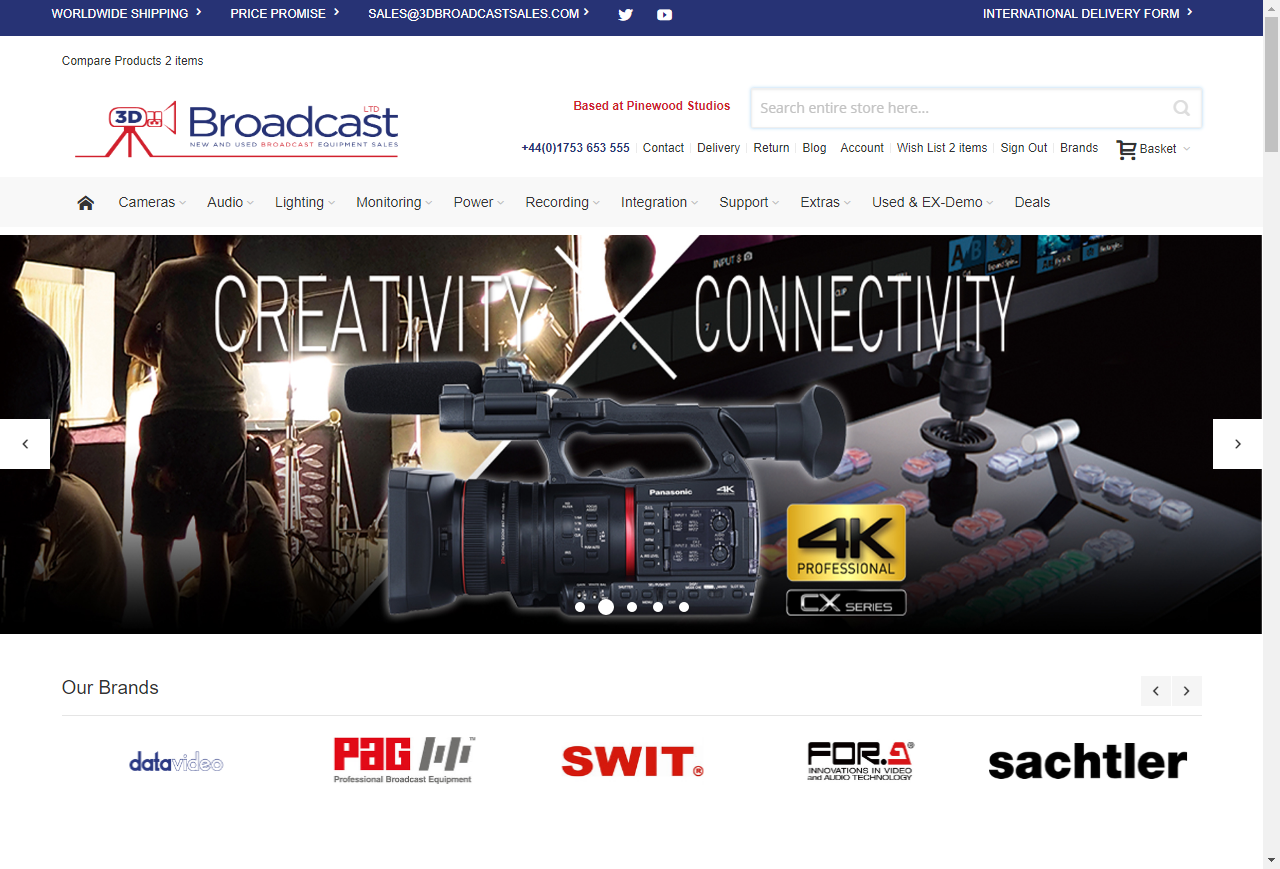 WORLDWIDE SHIPPING PRICE PROMISE SALES@3DBROADCASTSALES.COM INTERNATIONAL DELIVERY FORM
Compare Products 2 items
3D Broadcast LTD
NEW AND USED BROADCAST EQUIPMENT SALES
Based at Pinewood Studios
Search entire store here...
+44(0)1753 653 555 Contact Delivery Return Blog Account Wish List 2 items Sign Out Brands Basket
Cameras Audio Lighting Monitoring Power Recording Integration Support Extras Used & EX-Demo Deals
INPUT 8
A/B
CREATIVITY X CONNECTIVITY
Panasonic 4K
4K
PROFESSIONAL
CX SERIES
Our Brands
datavideo
PAG
Professional Broadcast Equipment
SWIT®
FOR.A®
INNOVATIONS IN VIDEO
and AUDIO TECHNOLOGY
sachtler